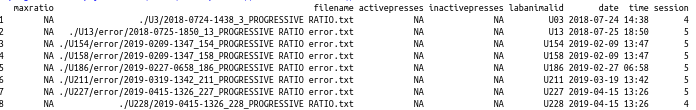 maxratio filename activepresses inactivepresses labanimalid date time session
1 NA ./U3/2018-0724-1438_3_PROGRESSIVE RATIO.txt NA NA U03 2018-07-24 14:38 4
2 NA ./U13/error/2018-0725-1850_13_PROGRESSIVE RATIO error.txt NA NA U13 2018-07-25 18:50 5
3 NA ./U154/error/2019-0209-1347_154_PROGRESSIVE RATIO error.txt NA NA U154 2019-02-09 13:47 5
4 NA ./U158/error/2019-0209-1347_158_PROGRESSIVE RATIO error.txt NA NA U158 2019-02-09 13:47 5
5 NA ./U186/error/2019-0227-0658_186_PROGRESSIVE RATIO error.txt NA NA U186 2019-02-27 06:58 5
6 NA ./U211/error/2019-0319-1342_211_PROGRESSIVE RATIO error.txt NA NA U211 2019-03-19 13:42 5
7 NA ./U227/error/2019-0415-1326_227_PROGRESSIVE RATIO error.txt NA NA U227 2019-04-15 13:26 4
8 NA ./U228/2019-0415-1326_228_PROGRESSIVE RATIO.txt NA NA U228 2019-04-15 13:26 4